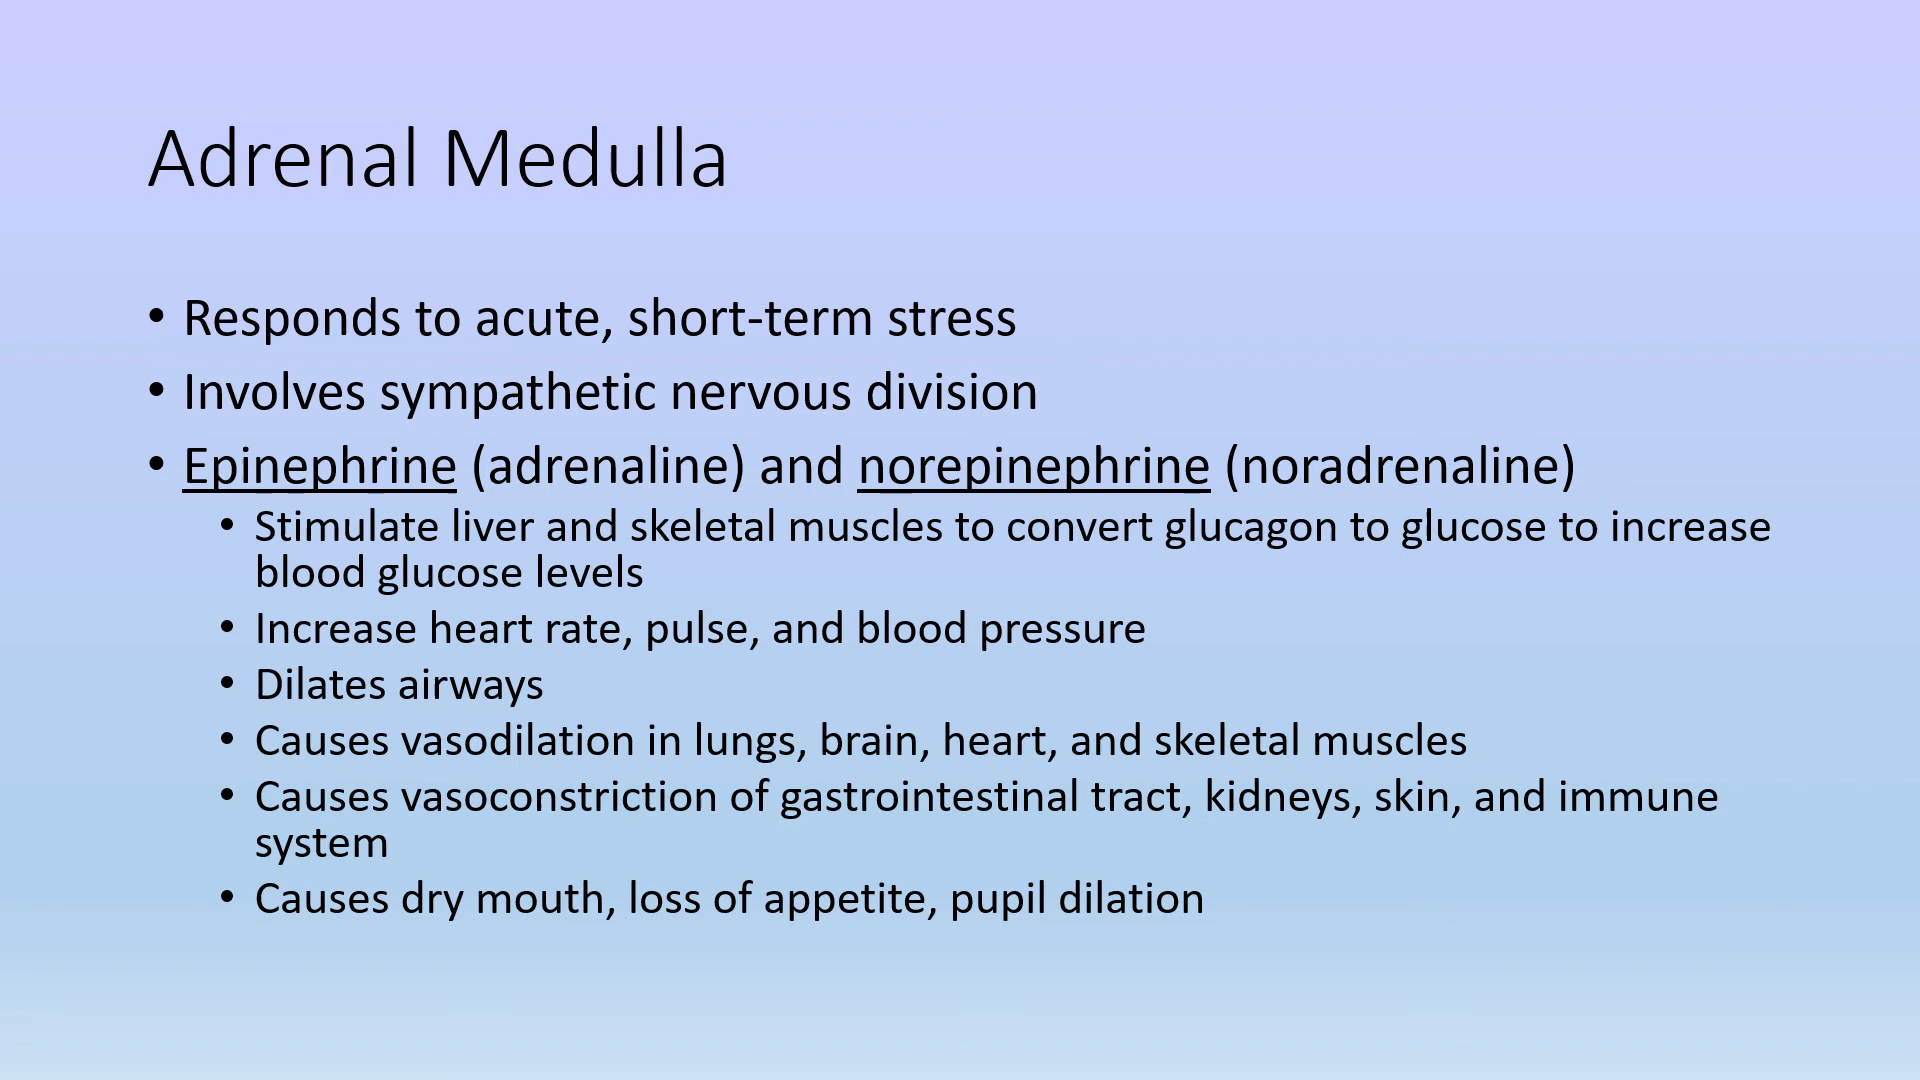 Adrenal Medulla
• Responds to acute, short-term stress
• Involves sympathetic nervous division
• Epinephrine (adrenaline) and norepinephrine (noradrenaline)
• Stimulate liver and skeletal muscles to convert glucagon to glucose to increase
blood glucose levels
• Increase heart rate, pulse, and blood pressure
• Dilates airways
• Causes vasodilation in lungs, brain, heart, and skeletal muscles
• Causes vasoconstriction of gastrointestinal tract, kidneys, skin, and immune
system
• Causes dry mouth, loss of appetite, pupil dilation